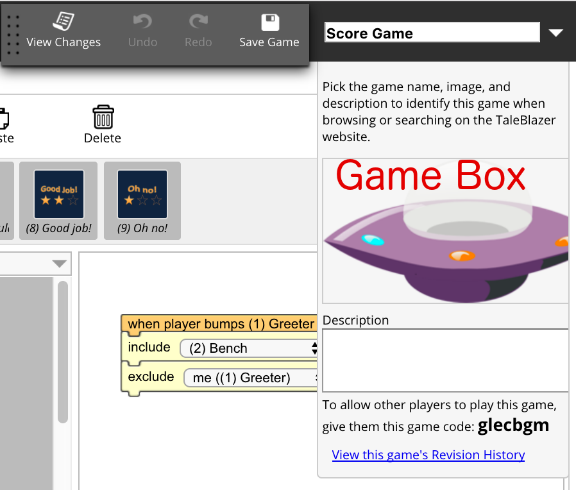 View Changes
Undo
Redo
Save Game
Score Game
Pick the game name, image, and
description to identify this game when
browsing or searching on the TaleBlazer
website.
ste
Delete
Game Box
Good Job!
Oh no!
(8) Good job!
(9) Oh no!
Description
when player bumps (1) Greeter
include (2) Bench
exclude me ((1) Greeter)
To allow other players to play this game,
give them this game code: glecbgm
View this game's Revision History